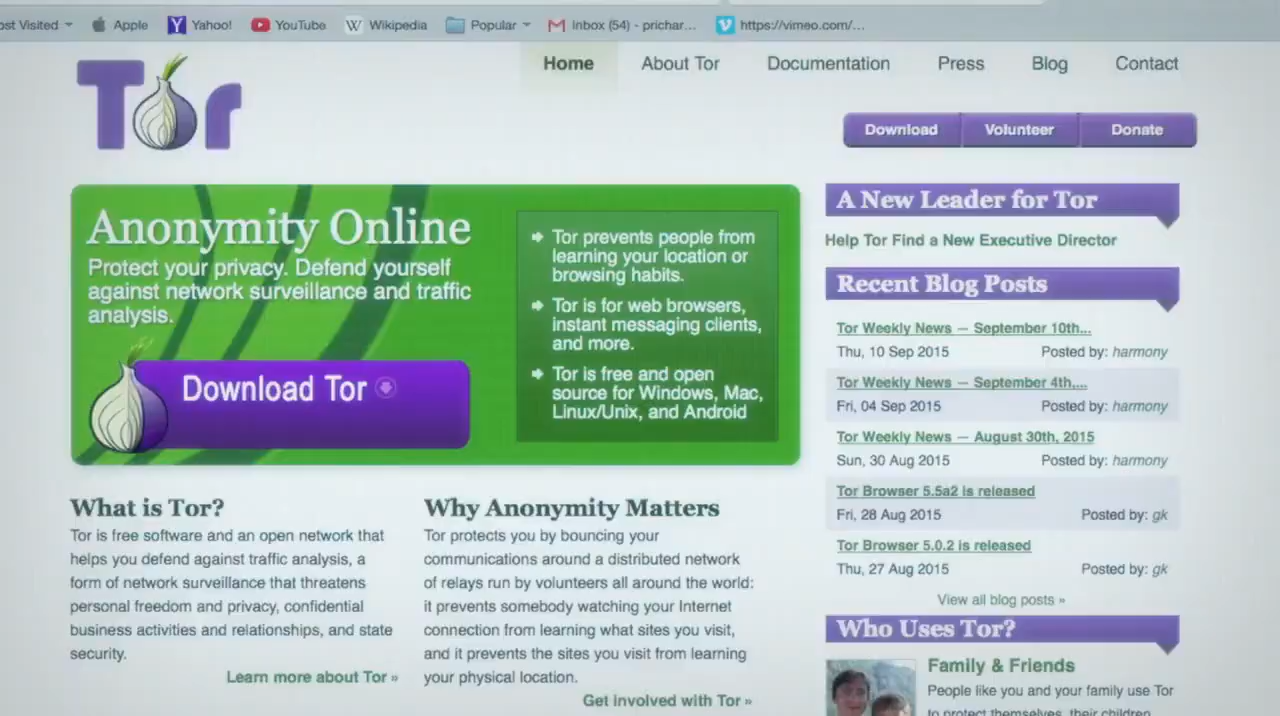 ost Visited
Apple
Yahoo!
YouTube
Wikipedia
Popular
Inbox (54) - prichar...
https://vimeo.com/...
Tor
Home
About Tor
Documentation
Press
Blog
Contact
Download
Volunteer
Donate
Anonymity Online
Protect your privacy. Defend yourself
against network surveillance and traffic
analysis.
Download Tor
Tor prevents people from
learning your location or
browsing habits.
Tor is for web browsers,
instant messaging clients,
and more.
Tor is free and open
source for Windows, Mac,
Linux/Unix, and Android
What is Tor?
Tor is free software and an open network that
helps you defend against traffic analysis, a
form of network surveillance that threatens
personal freedom and privacy, confidential
business activities and relationships, and state
security.
Learn more about Tor »
Why Anonymity Matters
Tor protects you by bouncing your
communications around a distributed network
of relays run by volunteers all around the world:
it prevents somebody watching your Internet
connection from learning what sites you visit,
and it prevents the sites you visit from learning
your physical location.
Get involved with Tor »
A New Leader for Tor
Help Tor Find a New Executive Director
Recent Blog Posts
Tor Weekly News — September 10th...
Thu, 10 Sep 2015 Posted by: harmony
Tor Weekly News — September 4th,...
Fri, 04 Sep 2015 Posted by: harmony
Tor Weekly News — August 30th, 2015
Sun, 30 Aug 2015 Posted by: harmony
Tor Browser 5.5a2 is released
Fri, 28 Aug 2015 Posted by: gk
Tor Browser 5.0.2 is released
Thu, 27 Aug 2015 Posted by: gk
View all blog posts »
Who Uses Tor?
Family & Friends
People like you and your family use Tor
to protect themselves, their children,